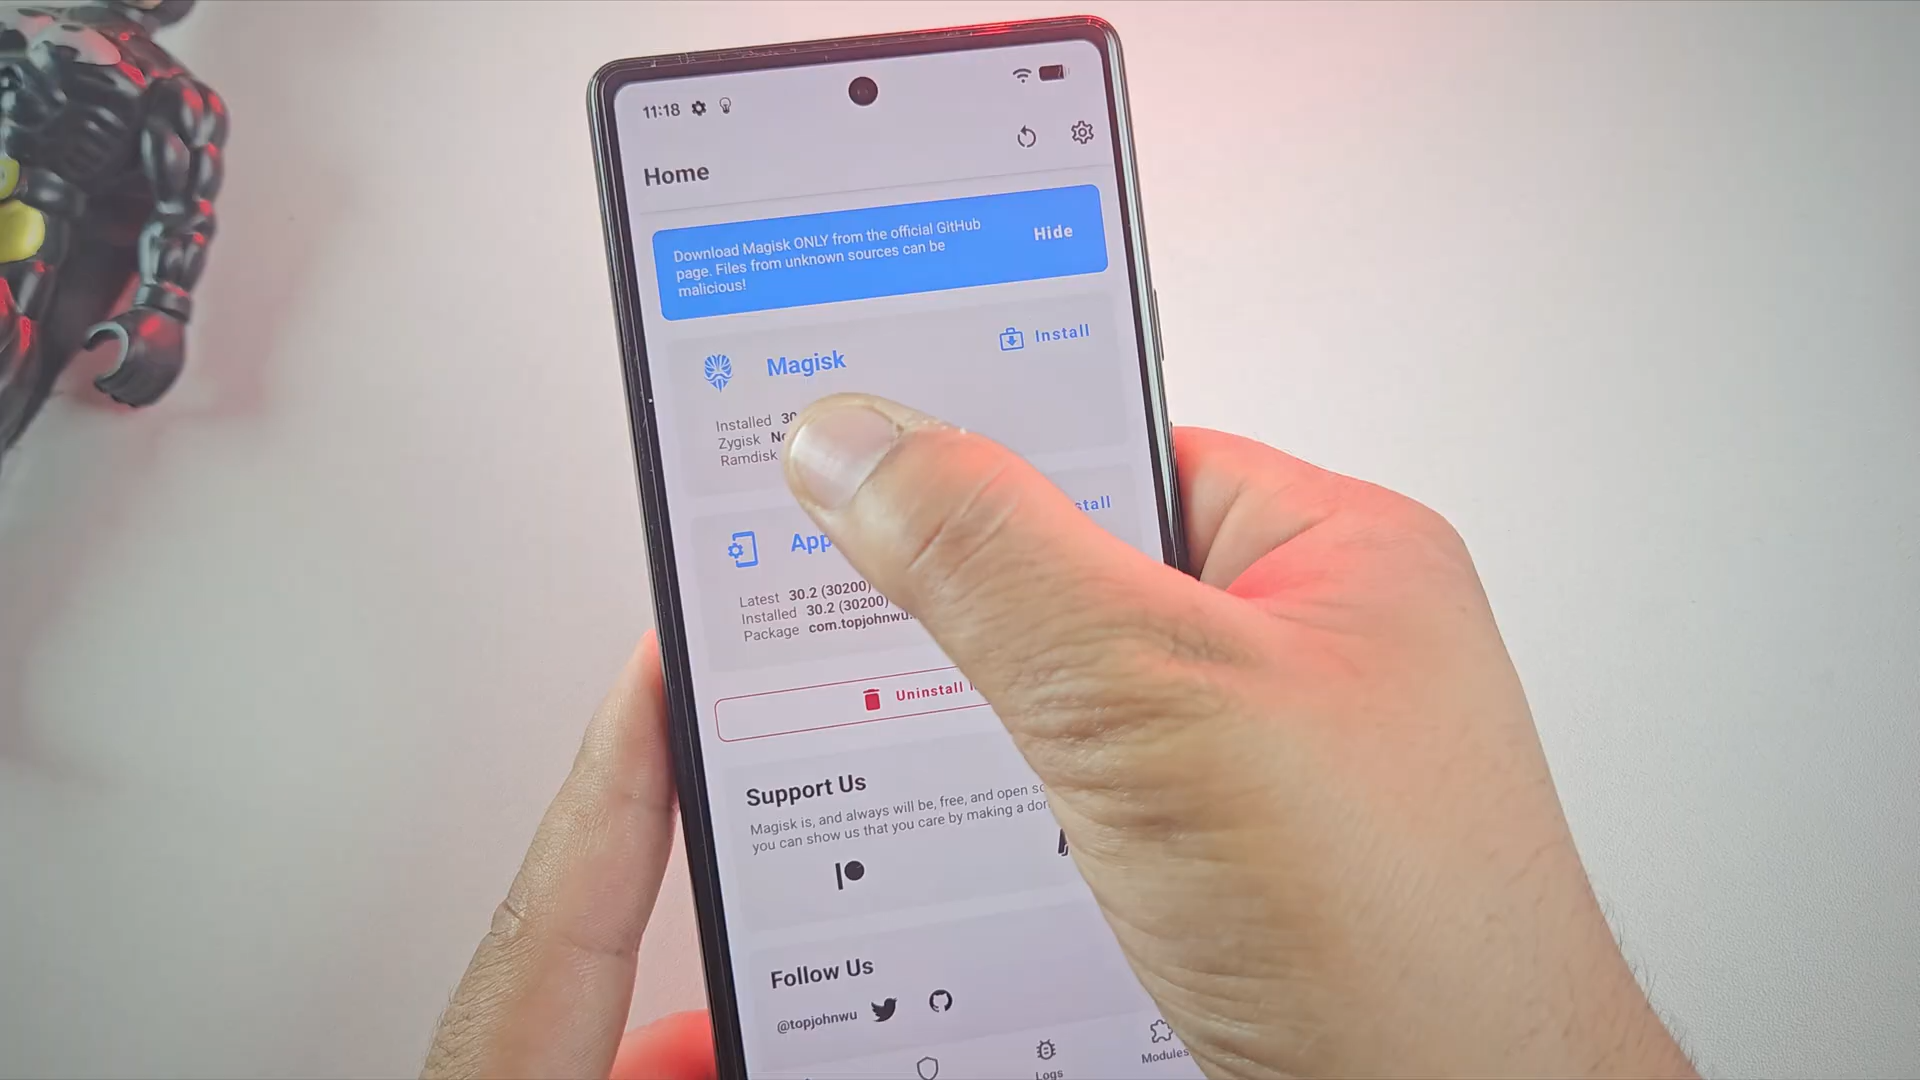 11:18
Home
Download Magisk ONLY from the official GitHub
page. Files from unknown sources can be
malicious!
Hide
Magisk
Install
Installed 30
Zygisk
Ramdisk
App
Latest 30.2 (30200)
Installed 30.2 (30200)
Package com.topjohnwu.
Uninstall
Support Us
Magisk is, and always will be, free, and open
you can show us that you care by making a
Follow Us
@topjohnwu
Logs
Modules